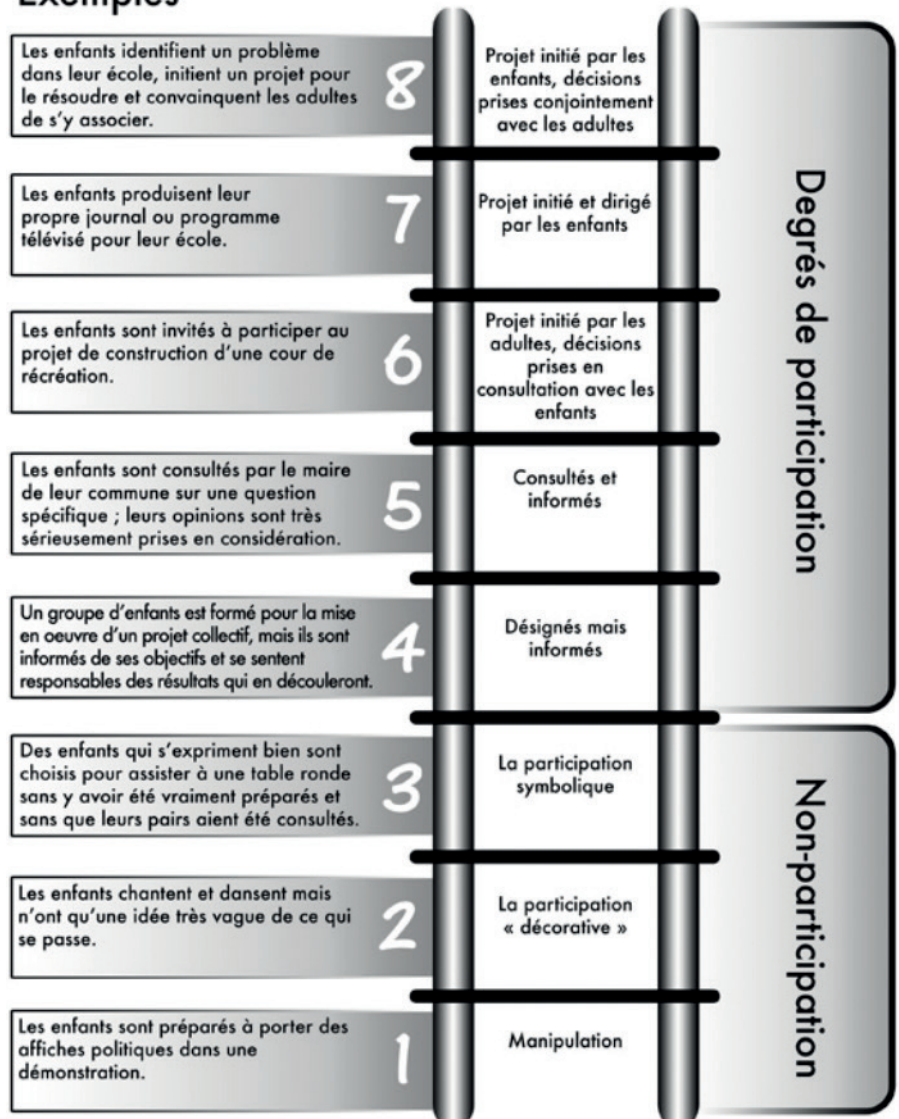 Exemples
Les enfants identifient un problème
dans leur école, initient un projet pour
le résoudre et convainquent les adultes
de s'y associer.
8
Projet initié par les
enfants, décisions
prises conjointement
avec les adultes
Les enfants produisent leur
propre journal ou programme
télévisé pour leur école.
7
Projet initié et dirigé
par les enfants
Les enfants sont invités à participer au
projet de construction d'une cour de
récréation.
6
Projet initié par les
adultes, décisions
prises en
consultation avec les
enfants
Les enfants sont consultés par le maire
de leur commune sur une question
spécifique ; leurs opinions sont très
sérieusement prises en considération.
5
Consultés et
informés
Un groupe d'enfants est formé pour la mise
en oeuvre d'un projet collectif, mais ils sont
informés de ses objectifs et se sentent
responsables des résultats qui en découleront.
4
Désignés mais
informés
Degrés de participation
Des enfants qui s'expriment bien sont
choisis pour assister à une table ronde
sans y avoir été vraiment préparés et
sans que leurs pairs aient été consultés.
3
La participation
symbolique
Les enfants chantent et dansent mais
n'ont qu'une idée très vague de ce qui
se passe.
2
La participation
« décorative »
Les enfants sont préparés à porter des
affiches politiques dans une
démonstration.
1
Manipulation
Non-participation